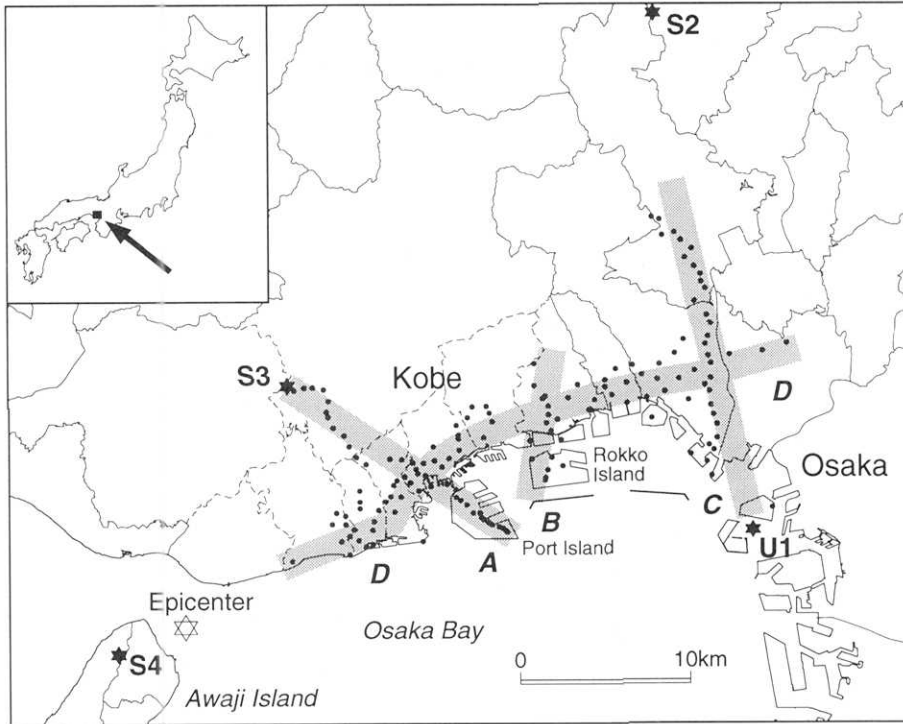 S2
S3
Kobe
D
Rokko
Island
Osaka
B
C
A
Port Island
U1
D
Epicenter
Osaka Bay
S4
0
10km
Awaji Island